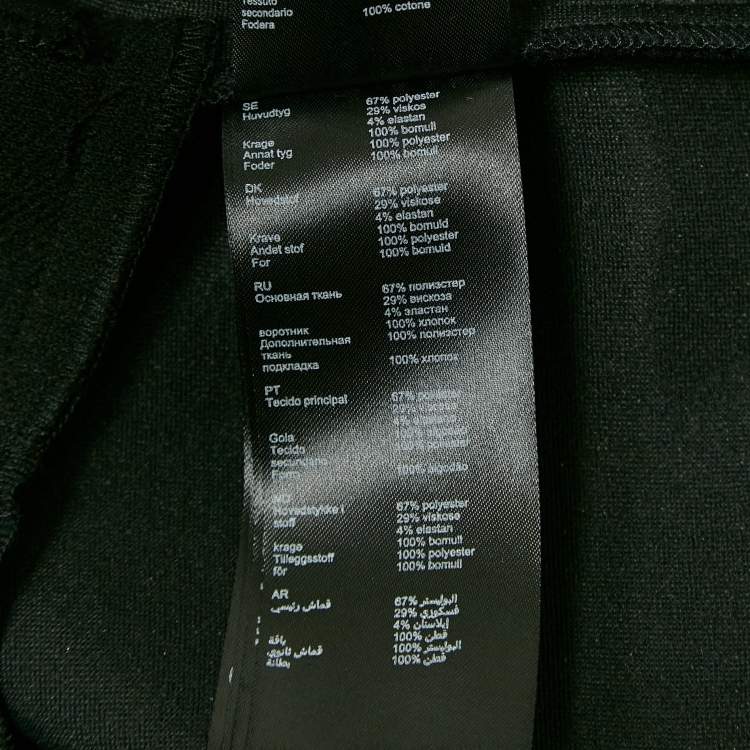 Tessuto
secondario 100% cotone
Fodera
SE 67% polyester
Huvudtyg 29% viskos
4% elastan
Krage 100% bomull
Annat tyg 100% polyester
Foder 100% bomull
DK 67% polyester
Hovedstof 29% viskose
4% elastan
Krave 100% bomuld
Andet stof 100% polyester
For 100% bomuld
RU
Основная ткань 67% полиэстер
29% вискоза
4% эластан
воротник 100% хлопок
Дополнительная 100% полиэстер
ткань
подкладка 100% хлопок
PT
Tecido principal 67% poliéster
29%
4%
Gola 100%
Tecido 100%
secundario
100% algodão
NO
Hovedstykke i 67% polyester
stoff 29% viskose
4% elastan
krage 100% bomull
Tilleggsstoff 100% polyester
fôr 100% bomull
AR
قماش رئيسي 67% البوليستر
29% فسكوزي
4% إيلاستان
ياقة 100% قطن
قماش ثانوي 100% البوليستر
بطانة 100% قطن